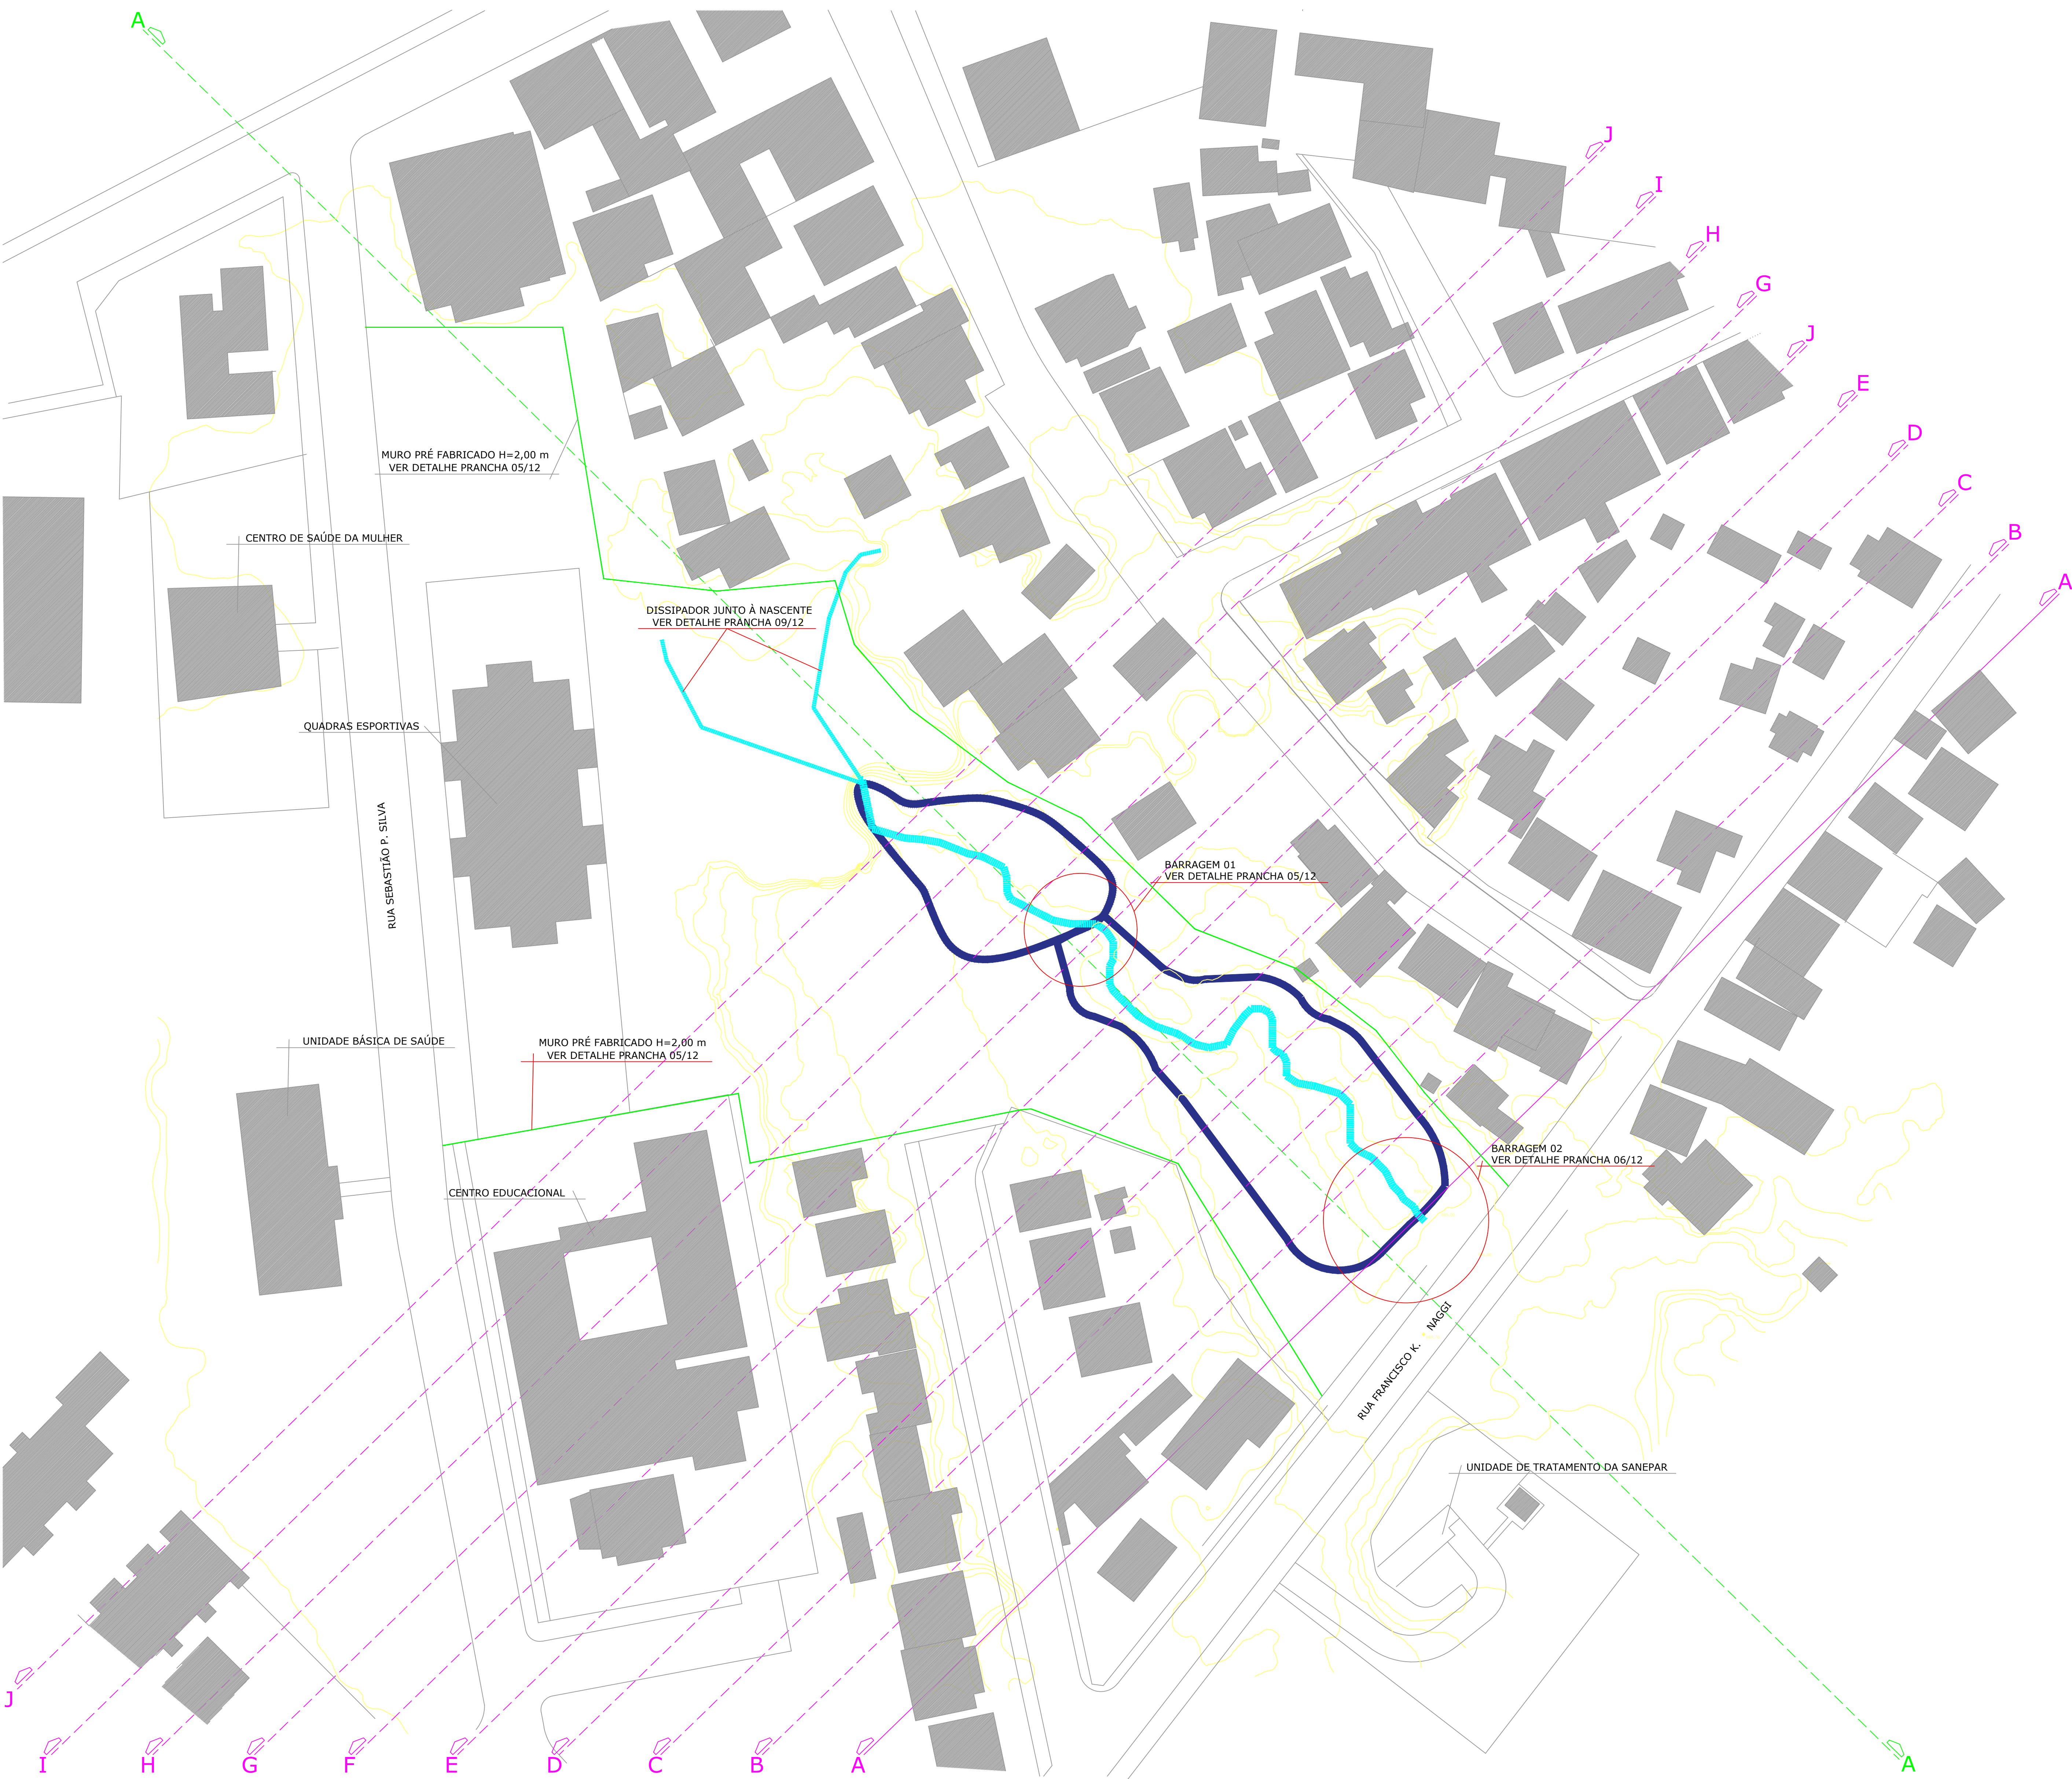 A
J
I
H
G
J
E
D
C
B
A
MURO PRÉ FABRICADO H=2,00 m
VER DETALHE PRANCHA 05/12
CENTRO DE SAÚDE DA MULHER
DISSIPADOR JUNTO À NASCENTE
VER DETALHE PRANCHA 09/12
QUADRAS ESPORTIVAS
RUA SEBASTIÃO P. SILVA
BARRAGEM 01
VER DETALHE PRANCHA 05/12
UNIDADE BÁSICA DE SAÚDE
MURO PRÉ FABRICADO H=2,00 m
VER DETALHE PRANCHA 05/12
BARRAGEM 02
VER DETALHE PRANCHA 06/12
CENTRO EDUCACIONAL
RUA FRANCISCO K. NAGGI
UNIDADE DE TRATAMENTO DA SANEPAR
J
I
H
G
F
E
D
C
B
A
A